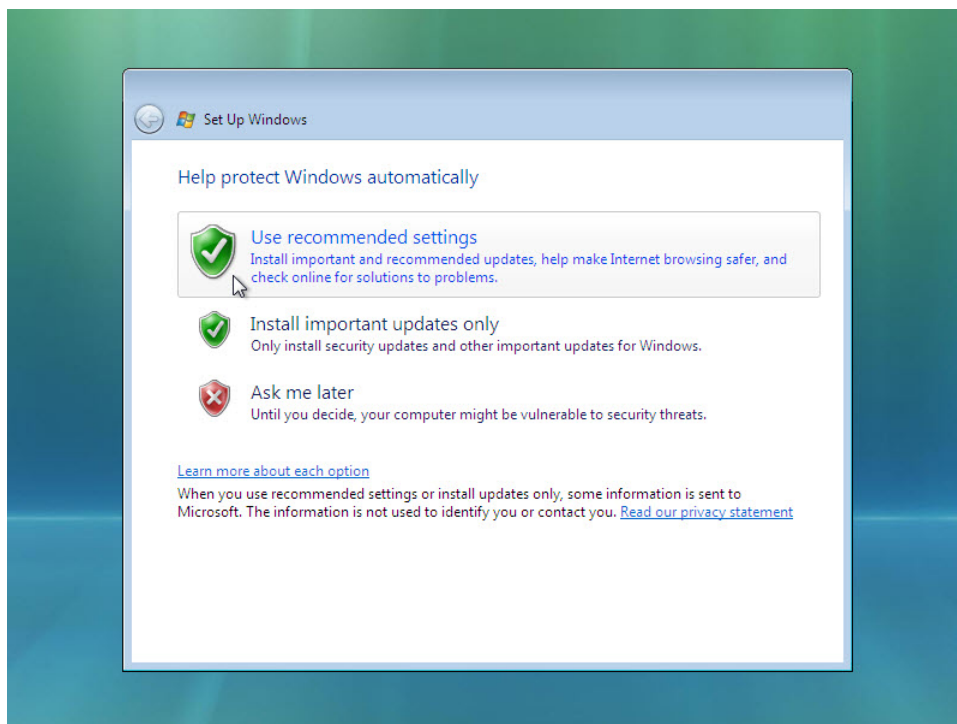 Set Up Windows
Help protect Windows automatically
Use recommended settings
Install important and recommended updates, help make Internet browsing safer, and
check online for solutions to problems.
Install important updates only
Only install security updates and other important updates for Windows.
Ask me later
Until you decide, your computer might be vulnerable to security threats.
Learn more about each option
When you use recommended settings or install updates only, some information is sent to
Microsoft. The information is not used to identify you or contact you. Read our privacy statement